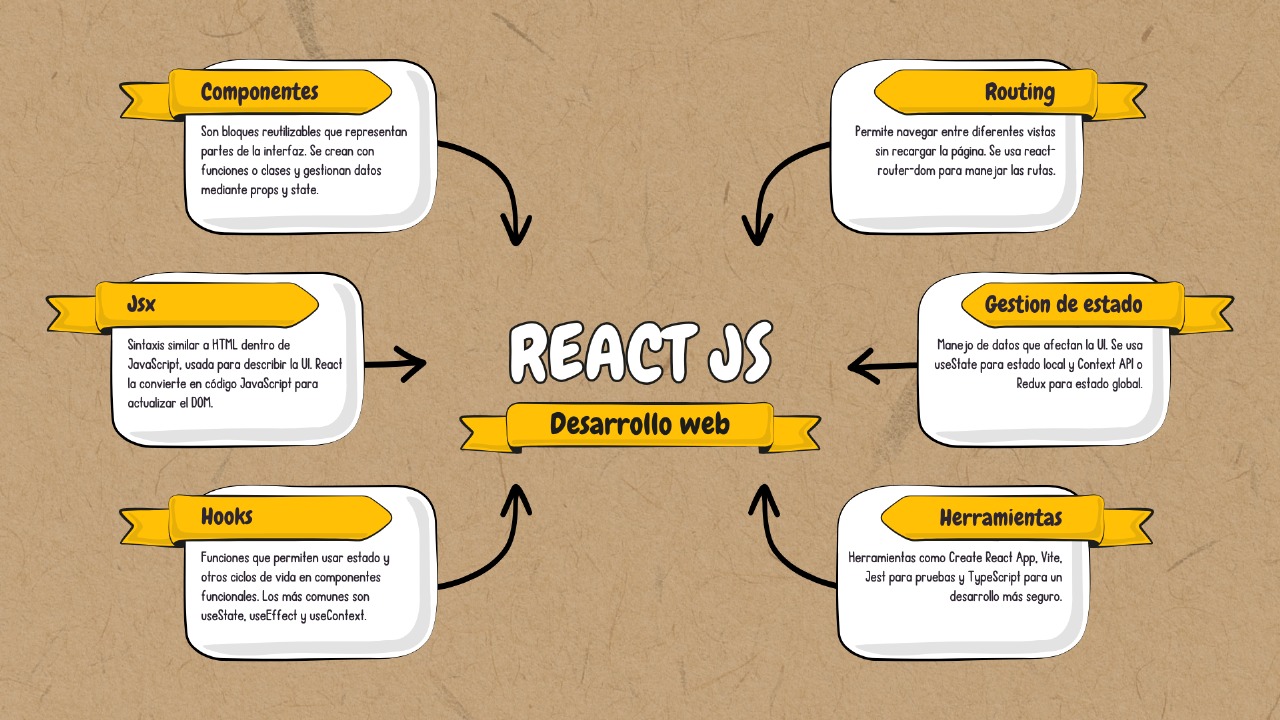 Componentes
Son bloques reutilizables que representan
partes de la interfaz. Se crean con
funciones o clases y gestionan datos
mediante props y state.
Jsx
Sintaxis similar a HTML dentro de
JavaScript, usada para describir la UI. React
la convierte en código JavaScript para
actualizar el DOM.
Hooks
Funciones que permiten usar estado y
otros ciclos de vida en componentes
funcionales. Los más comunes son
useState, useEffect y useContext.
REACT JS
Desarrollo web
Routing
Permite navegar entre diferentes vistas
sin recargar la página. Se usa react-
router-dom para manejar las rutas.
Gestion de estado
Manejo de datos que afectan la UI. Se usa
useState para estado local y Context API o
Redux para estado global.
Herramientas
Herramientas como Create React App, Vite,
Jest para pruebas y TypeScript para un
desarrollo más seguro.